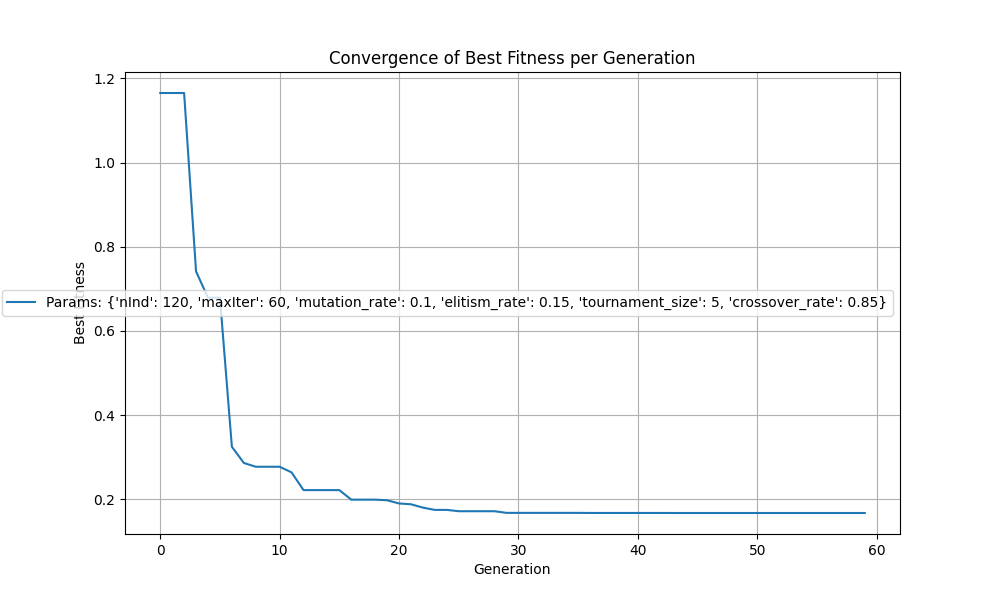 Convergence of Best Fitness per Generation
1.2
1.0
0.8
Params: {'nInd': 120, 'maxIter': 60, 'mutation_rate': 0.1, 'elitism_rate': 0.15, 'tournament_size': 5, 'crossover_rate': 0.85}
Best
0.6
0.4
0.2
0 10 20 30 40 50 60
Generation